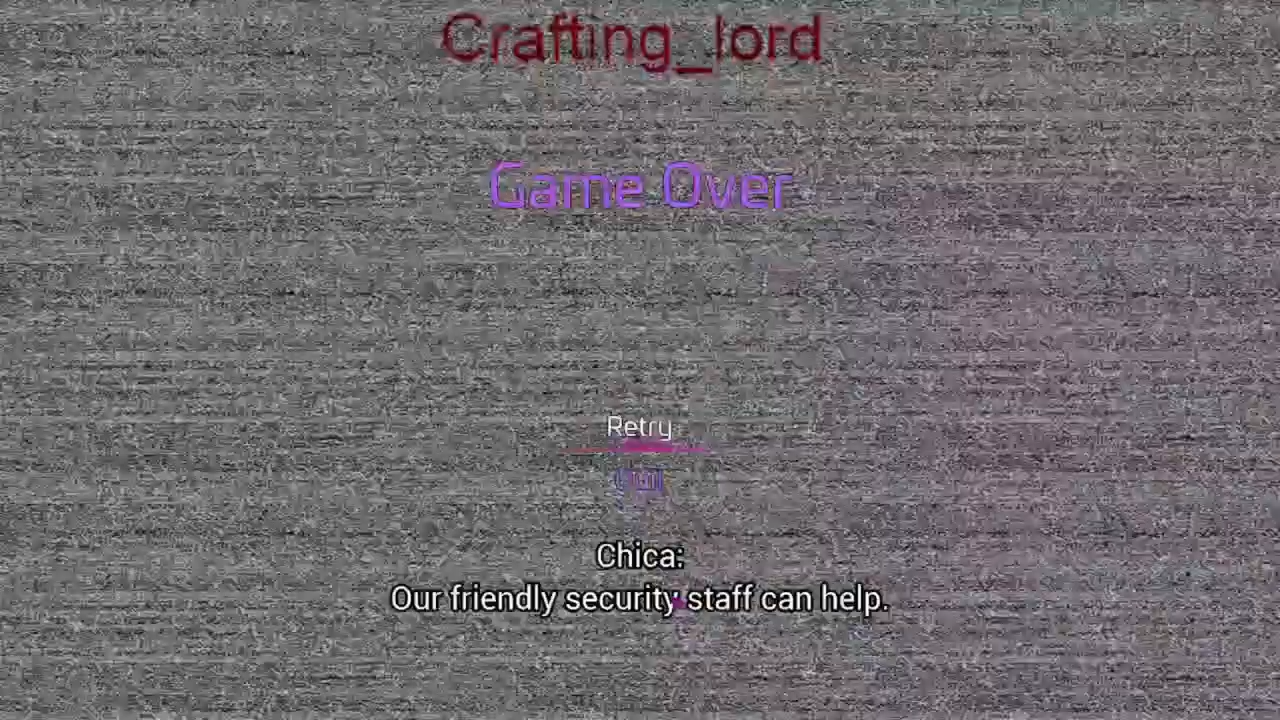 Crafting_lord
Game Over
Retry
Chica:
Our friendly security staff can help.